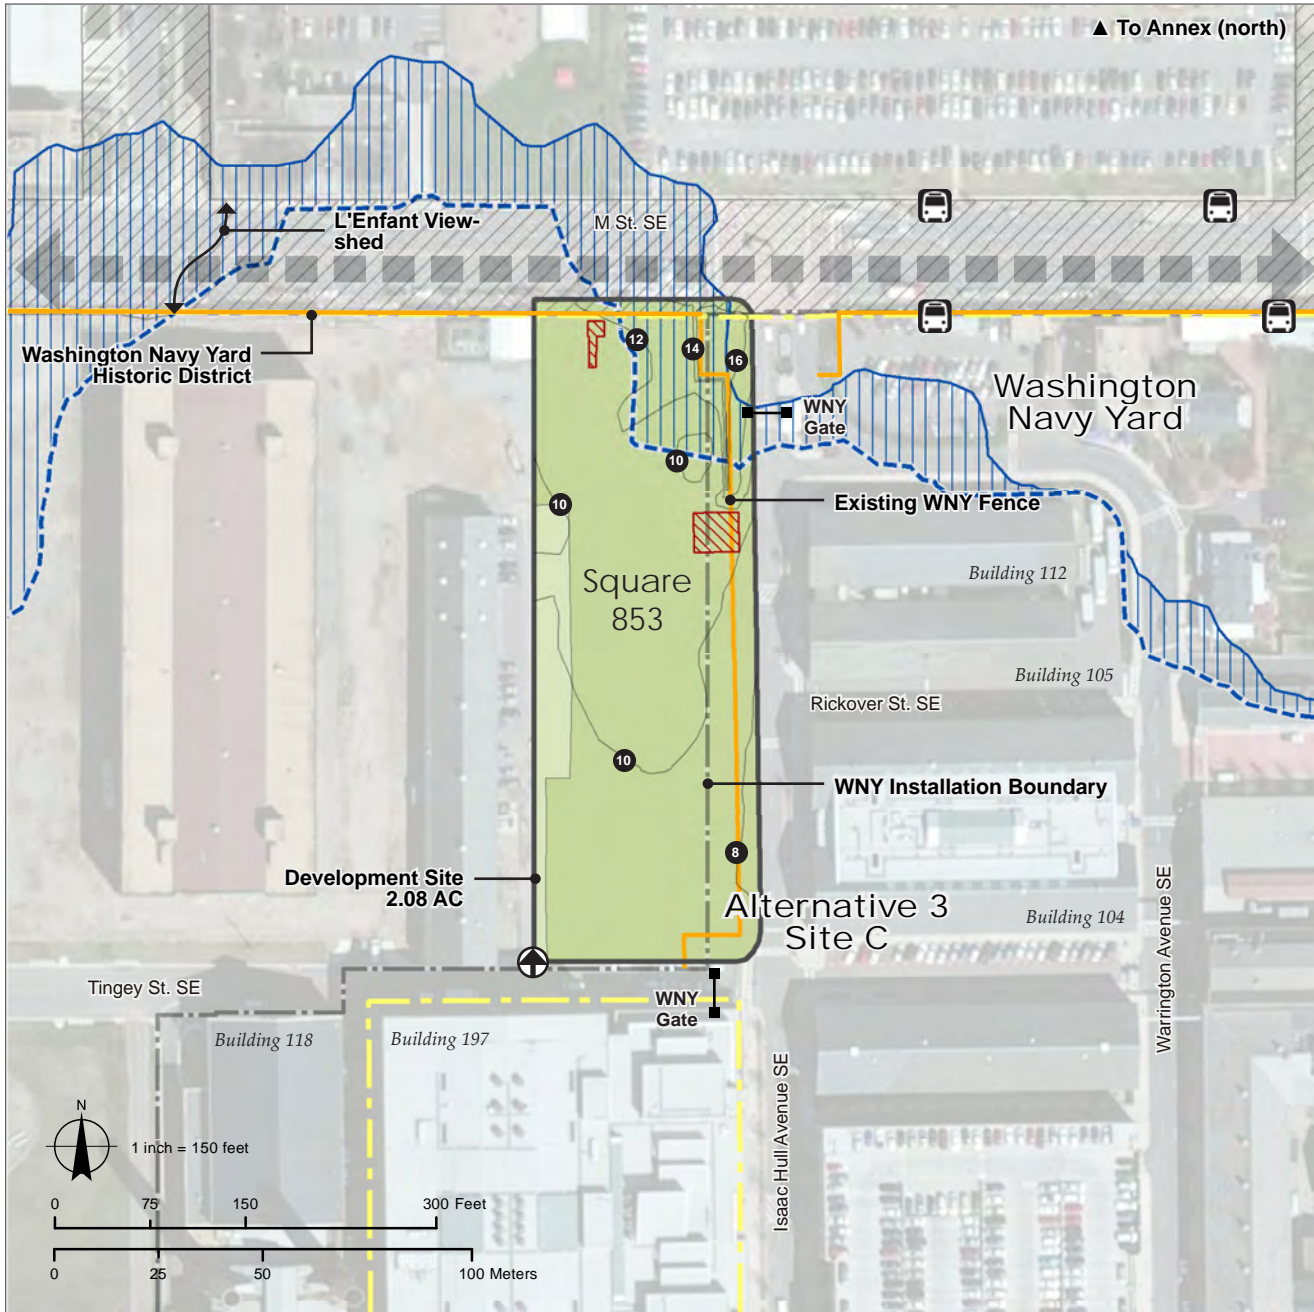 ▲ To Annex (north)
L'Enfant View-
shed
M St. SE
Washington Navy Yard
Historic District
12
14
16
Washington
Navy Yard
WNY
Gate
10
10
Existing WNY Fence
Building 112
Square
853
Building 105
Rickover St. SE
10
WNY Installation Boundary
8
Development Site
2.08 AC
Alternative 3
Site C
Building 104
Warrington Avenue SE
Tingey St. SE
WNY
Gate
Building 118
Building 197
Isaac Hull Avenue SE
N
1 inch = 150 feet
0 75 150 300 Feet
0 25 50 100 Meters